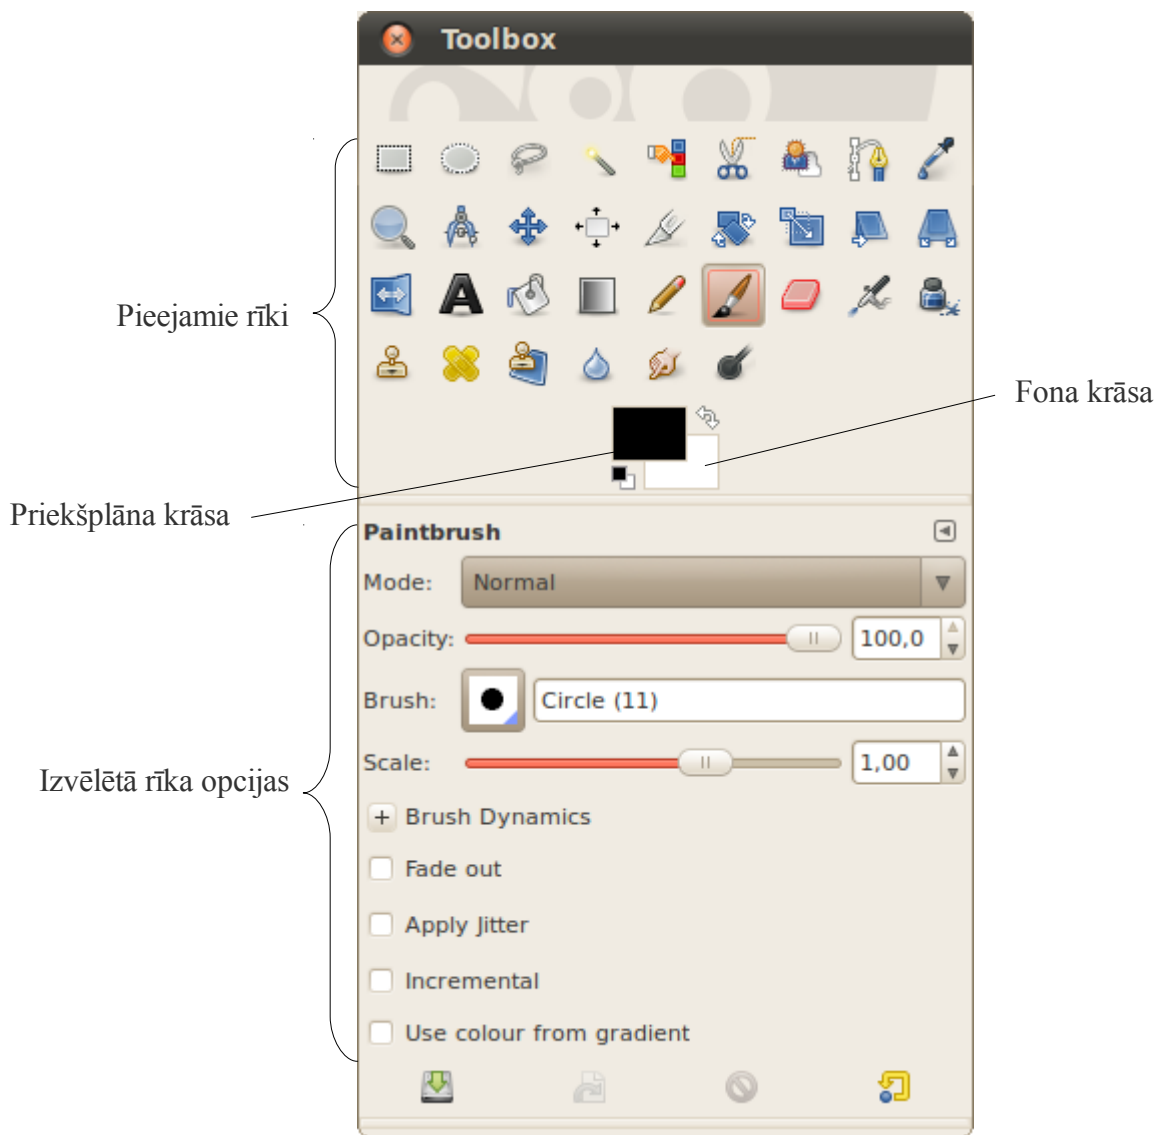 Toolbox
Pieejamie rīki
Fona krāsa
Priekšplāna krāsa
Paintbrush
Mode: Normal
Opacity: 100,0
Brush: Circle (11)
Scale: 1,00
Izvēlētā rīka opcijas
+ Brush Dynamics
Fade out
Apply Jitter
Incremental
Use colour from gradient